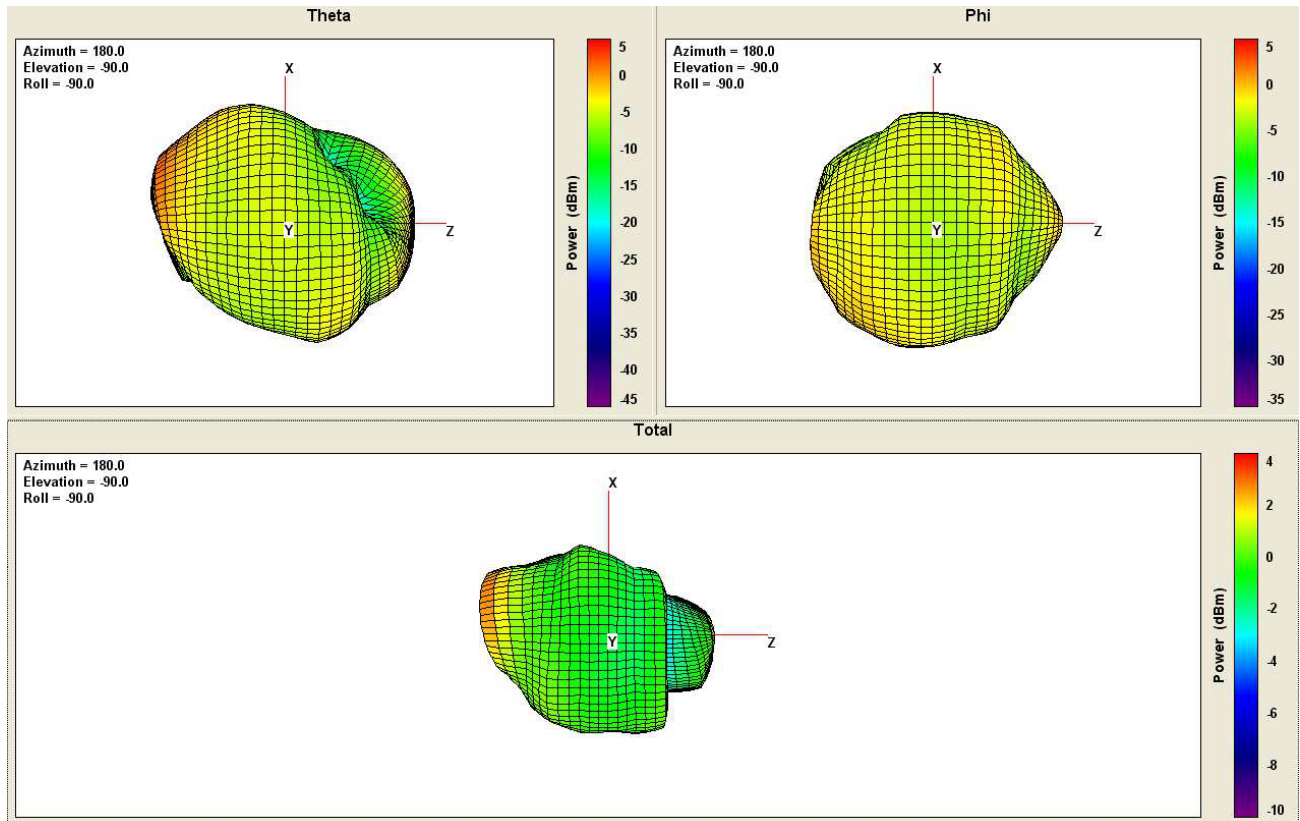 Theta
Azimuth = 180.0
Elevation = -90.0
Roll = -90.0
X
Y
Z
5
0
-5
-10
-15
-20
-25
-30
-35
-40
-45
Power (dBm)
Phi
Azimuth = 180.0
Elevation = -90.0
Roll = -90.0
X
Y
Z
5
0
-5
-10
-15
-20
-25
-30
-35
Power (dBm)
Total
Azimuth = 180.0
Elevation = -90.0
Roll = -90.0
X
Y
Z
4
2
0
-2
-4
-6
-8
-10
Power (dBm)